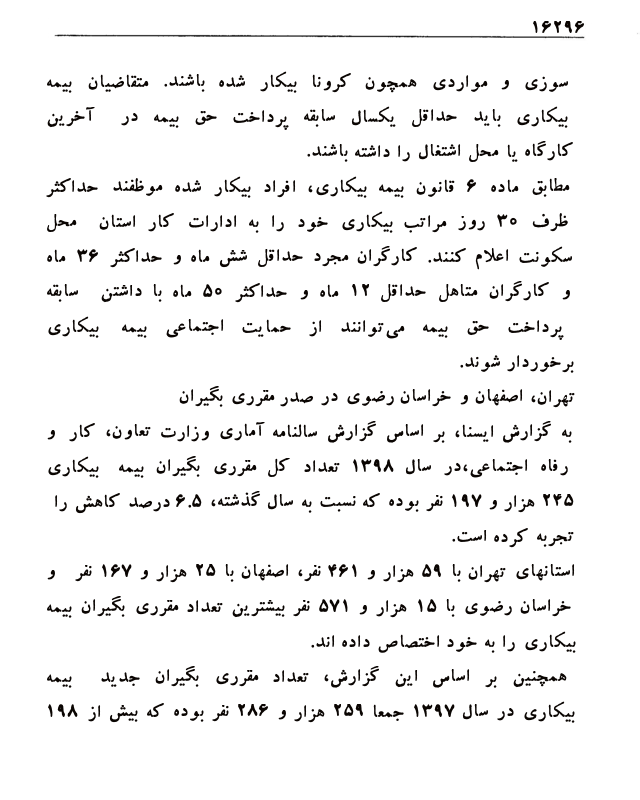 ۱۶۲۹۶
سوزی و مواردی همچون کرونا بیکار شده باشند. متقاضیان بیمه
بیکاری باید حداقل یکسال سابقه پرداخت حق بیمه در آخرین
کارگاه یا محل اشتغال را داشته باشند.
مطابق ماده ۶ قانون بیمه بیکاری، افراد بیکار شده موظفند حداکثر
ظرف ۳۰ روز مراتب بیکاری خود را به ادارات کار استان محل
سکونت اعلام کنند. کارگران مجرد حداقل شش ماه و حداکثر ۳۶ ماه
و کارگران متاهل حداقل ۱۲ ماه و حداکثر ۵۰ ماه با داشتن سابقه
پرداخت حق بیمه می‌توانند از حمایت اجتماعی بیمه بیکاری
برخوردار شوند.
تهران، اصفهان و خراسان رضوی در صدر مقرری بگیران
به گزارش ایسنا، بر اساس گزارش سالنامه آماری وزارت تعاون، کار و
رفاه اجتماعی،در سال ۱۳۹۸ تعداد کل مقرری بگیران بیمه بیکاری
۲۴۵ هزار و ۱۹۷ نفر بوده که نسبت به سال گذشته، ۶.۵ درصد کاهش را
تجربه کرده است.
استانهای تهران با ۵۹ هزار و ۴۶۱ نفر، اصفهان با ۲۵ هزار و ۱۶۷ نفر و
خراسان رضوی با ۱۵ هزار و ۵۷۱ نفر بیشترین تعداد مقرری بگیران بیمه
بیکاری را به خود اختصاص داده اند.
همچنین بر اساس این گزارش، تعداد مقرری بگیران جدید بیمه
بیکاری در سال ۱۳۹۷ جمعا ۲۵۹ هزار و ۲۸۶ نفر بوده که بیش از ۱۹۸